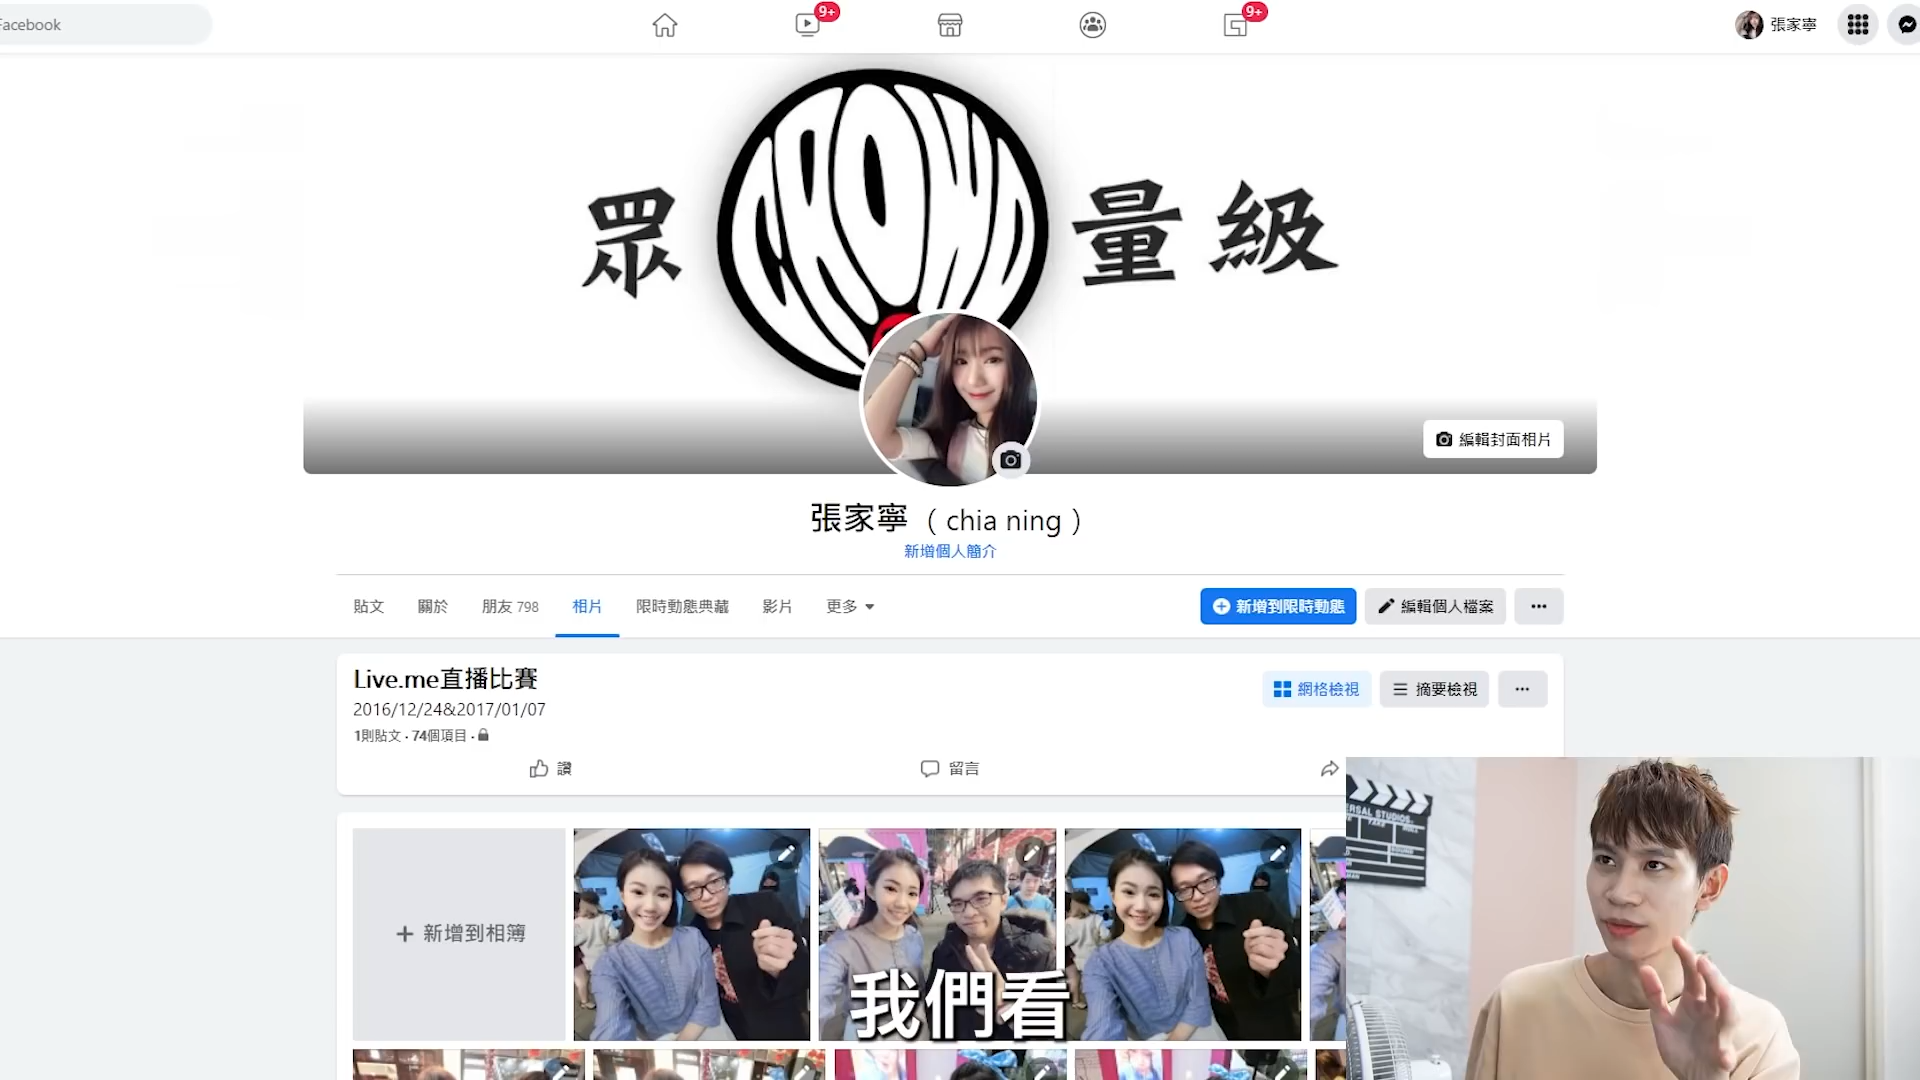 Facebook
9+
9+
張家寧
眾 CROWD 量級
編輯封面相片
張家寧 ( chia ning )
新增個人簡介
貼文 關於 朋友 798 相片 限時動態典藏 影片 更多
新增到限時動態 編輯個人檔案
Live.me直播比賽
2016/12/24&2017/01/07
1則貼文 · 74個項目 ·
網格檢視 摘要檢視
讚 留言
+ 新增到相簿
我們看
ERSAL STUDIOS